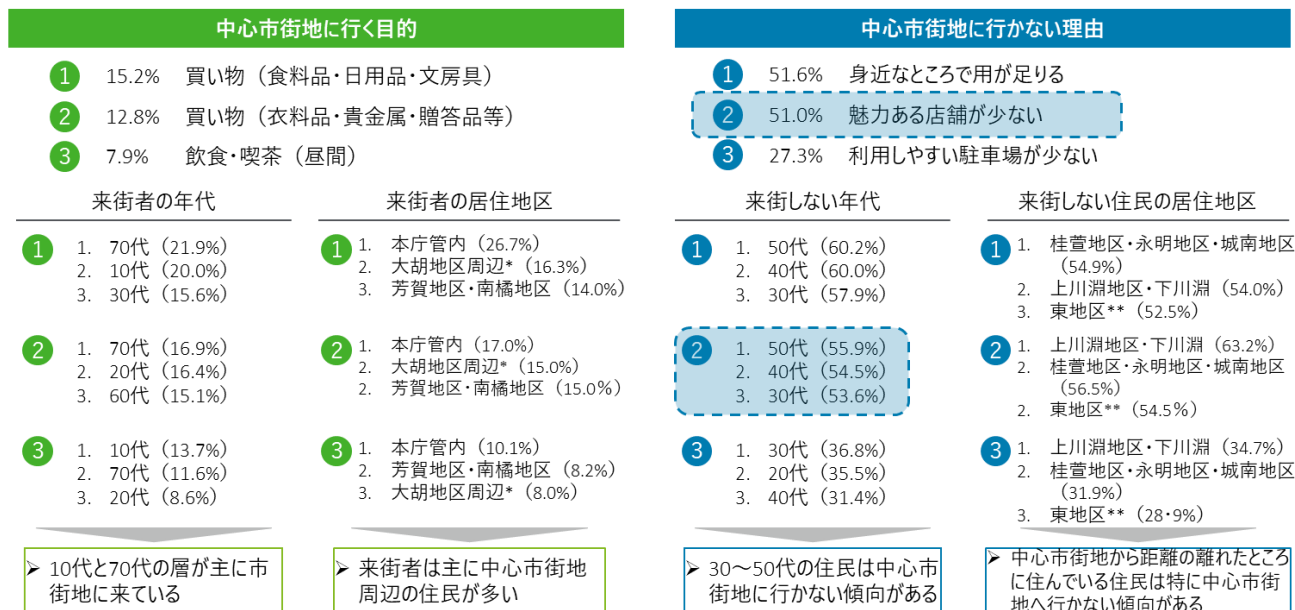 中心市街地に行く目的
1 15.2% 買い物（食料品・日用品・文房具）
2 12.8% 買い物（衣料品・貴金属・贈答品等）
3 7.9% 飲食・喫茶（昼間）
来街者の年代
1 1. 70代（21.9%）
2. 10代（20.0%）
3. 30代（15.6%）
2 1. 70代（16.9%）
2. 20代（16.4%）
3. 60代（15.1%）
3 1. 10代（13.7%）
2. 70代（11.6%）
3. 20代（8.6%）
➢ 10代と70代の層が主に市
街地に来ている
来街者の居住地区
1 1. 本庁管内（26.7%）
2. 大胡地区周辺*（16.3%）
3. 芳賀地区・南橘地区（14.0%）
2 1. 本庁管内（17.0%）
2. 大胡地区周辺*（15.0%）
2. 芳賀地区・南橘地区（15.0%）
3 1. 本庁管内（10.1%）
2. 芳賀地区・南橘地区（8.2%）
3. 大胡地区周辺*（8.0%）
➢ 来街者は主に中心市街地
周辺の住民が多い
中心市街地に行かない理由
1 51.6% 身近なところで用が足りる
2 51.0% 魅力ある店舗が少ない
3 27.3% 利用しやすい駐車場が少ない
来街しない年代
1 1. 50代（60.2%）
2. 40代（60.0%）
3. 30代（57.9%）
2 1. 50代（55.9%）
2. 40代（54.5%）
3. 30代（53.6%）
3 1. 30代（36.8%）
2. 20代（35.5%）
3. 40代（31.4%）
➢ 30～50代の住民は中心市
街地に行かない傾向がある
来街しない住民の居住地区
1 1. 桂萱地区・永明地区・城南地区
（54.9%）
2. 上川淵地区・下川淵（54.0%）
3. 東地区**（52.5%）
2 1. 上川淵地区・下川淵（63.2%）
2. 桂萱地区・永明地区・城南地区
（56.5%）
2. 東地区**（54.5%）
3 1. 上川淵地区・下川淵（34.7%）
2. 桂萱地区・永明地区・城南地区
（31.9%）
3. 東地区**（28・9%）
➢ 中心市街地から距離の離れたところ
に住んでいる住民は特に中心市街
地へ行かない傾向がある